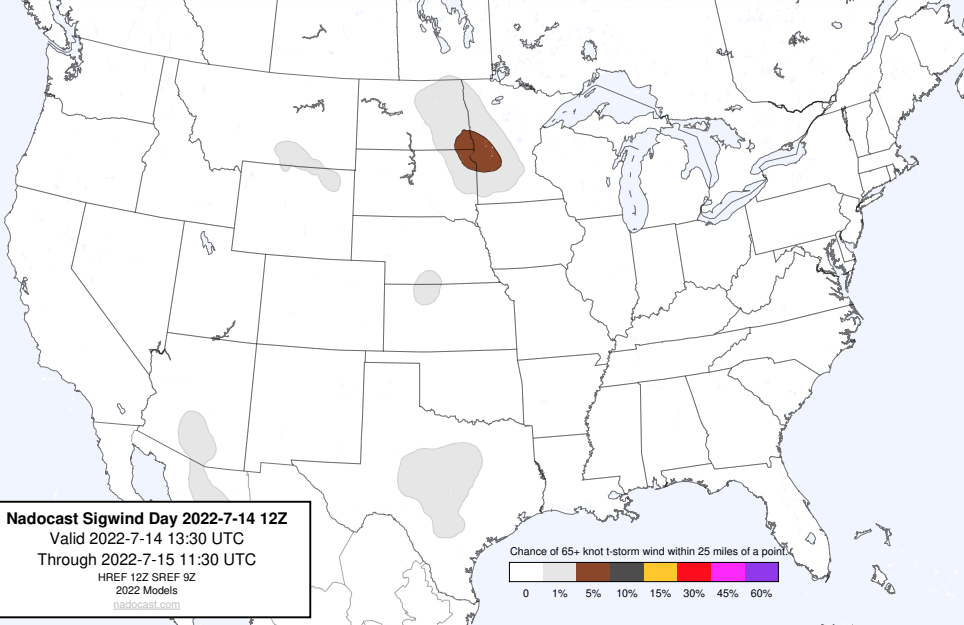 Nadocast Sigwind Day 2022-7-14 12Z
Valid 2022-7-14 13:30 UTC
Through 2022-7-15 11:30 UTC
HREF 12Z SREF 9Z
2022 Models
nadocast.com
Chance of 65+ knot t-storm wind within 25 miles of a point.
0 1% 5% 10% 15% 30% 45% 60%